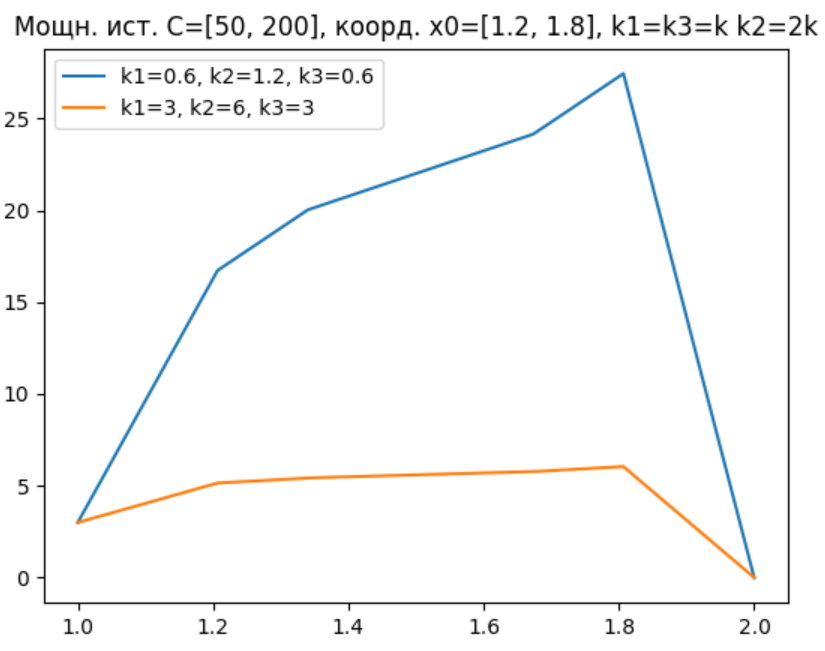 Мощн. ист. C=[50, 200], коорд. x0=[1.2, 1.8], k1=k3=k k2=2k
k1=0.6, k2=1.2, k3=0.6
k1=3, k2=6, k3=3
25
20
15
10
5
0
1.0 1.2 1.4 1.6 1.8 2.0